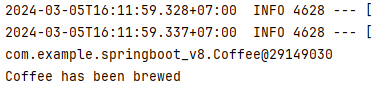 2024-03-05T16:11:59.328+07:00  INFO 4628 --- [
2024-03-05T16:11:59.337+07:00  INFO 4628 --- [
com.example.springboot_v8.Coffee@29149030
Coffee has been brewed